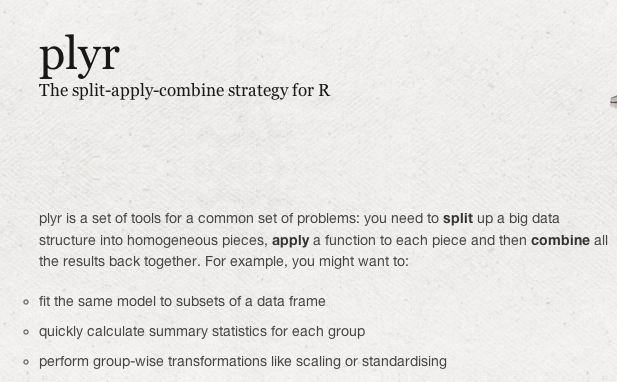 plyr
The split-apply-combine strategy for R
plyr is a set of tools for a common set of problems: you need to split up a big data
structure into homogeneous pieces, apply a function to each piece and then combine all
the results back together. For example, you might want to:
fit the same model to subsets of a data frame
quickly calculate summary statistics for each group
perform group-wise transformations like scaling or standardising